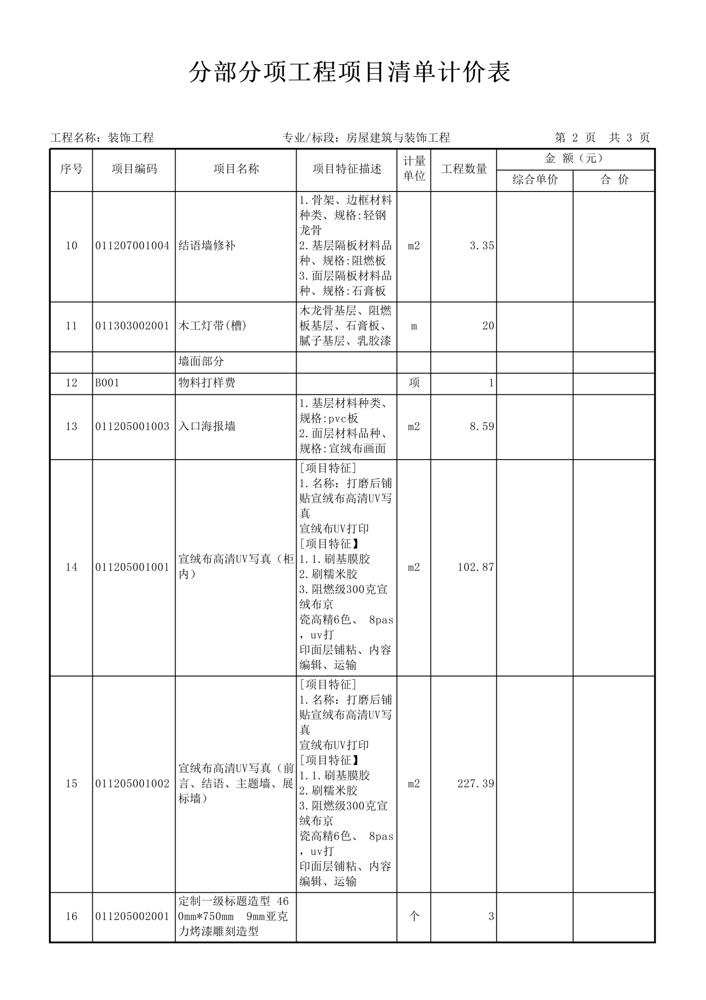 分部分项工程项目清单计价表
工程名称：装饰工程 专业/标段：房屋建筑与装饰工程 第 2 页 共 3 页
序号 项目编码 项目名称 项目特征描述 计量单位 工程数量 金 额（元）
综合单价 合 价
10 011207001004 结语墙修补
1.骨架、边框材料
种类、规格:轻钢
龙骨
2.基层隔板材料品
种、规格:阻燃板
3.面层隔板材料品
种、规格:石膏板
m2 3.35
11 011303002001 木工灯带(槽)
木龙骨基层、阻燃
板基层、石膏板、
腻子基层、乳胶漆
m 20
墙面部分
12 B001 物料打样费 项 1
13 011205001003 入口海报墙
1.基层材料种类、
规格:pvc板
2.面层材料品种、
规格:宣绒布画面
m2 8.59
14 011205001001
宣绒布高清UV写真（柜
内）
[项目特征]
1.名称：打磨后铺
贴宣绒布高清UV写
真
宣绒布UV打印
[项目特征】
1.1.刷基膜胶
2.刷糯米胶
3.阻燃级300克宣
绒布京
瓷高精6色、 8pas
，uv打
印面层铺粘、内容
编辑、运输
m2 102.87
15 011205001002
宣绒布高清UV写真（前
言、结语、主题墙、展
标墙）
[项目特征]
1.名称：打磨后铺
贴宣绒布高清UV写
真
宣绒布UV打印
[项目特征】
1.1.刷基膜胶
2.刷糯米胶
3.阻燃级300克宣
绒布京
瓷高精6色、 8pas
，uv打
印面层铺粘、内容
编辑、运输
m2 227.39
16 011205002001
定制一级标题造型 46
0mm*750mm 9mm亚克
力烤漆雕刻造型
个 3